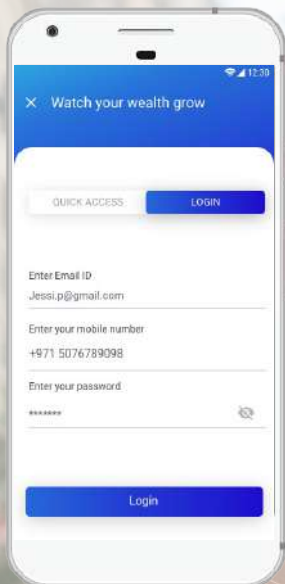 12:30
× Watch your wealth grow
QUICK ACCESS LOGIN
Enter Email ID
Jessi.p@gmail.com
Enter your mobile number
+971 5076789098
Enter your password
*******
Login